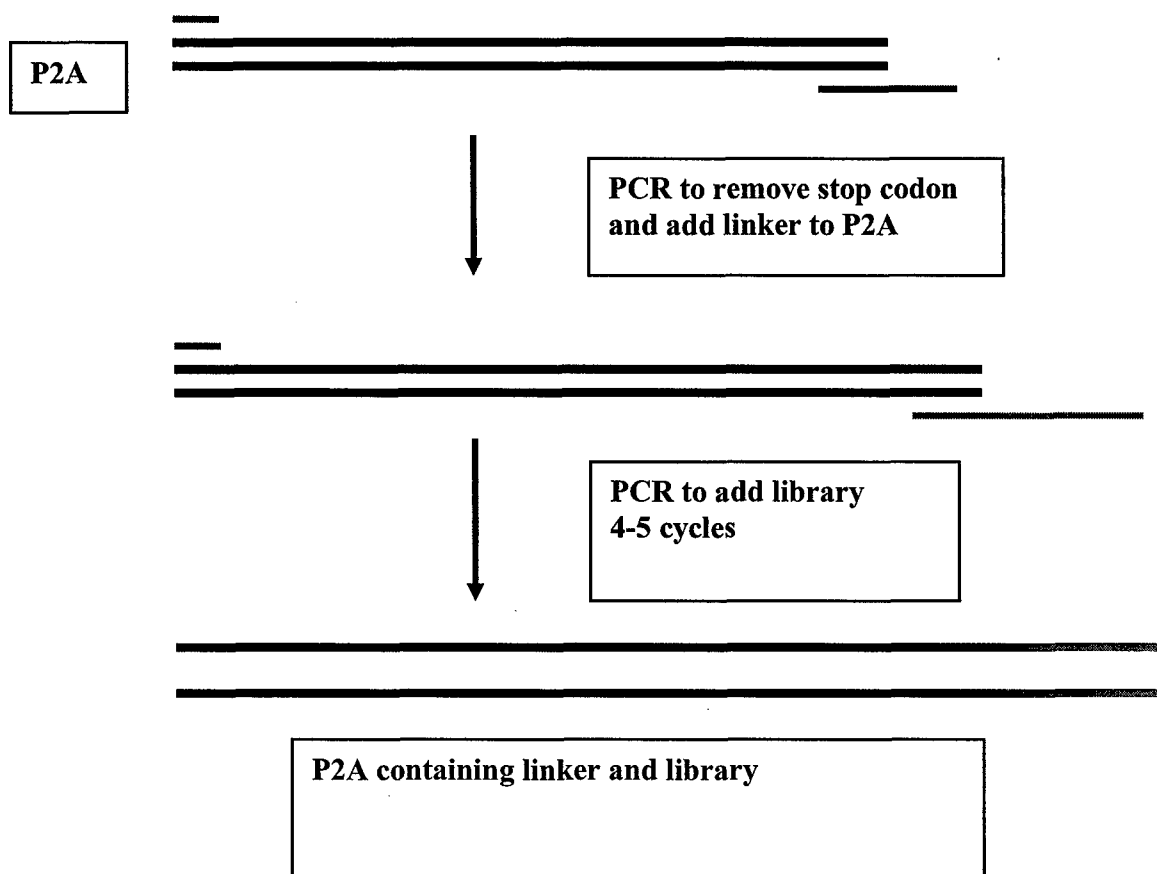 P2A
PCR to remove stop codon
and add linker to P2A
PCR to add library
4-5 cycles
P2A containing linker and library